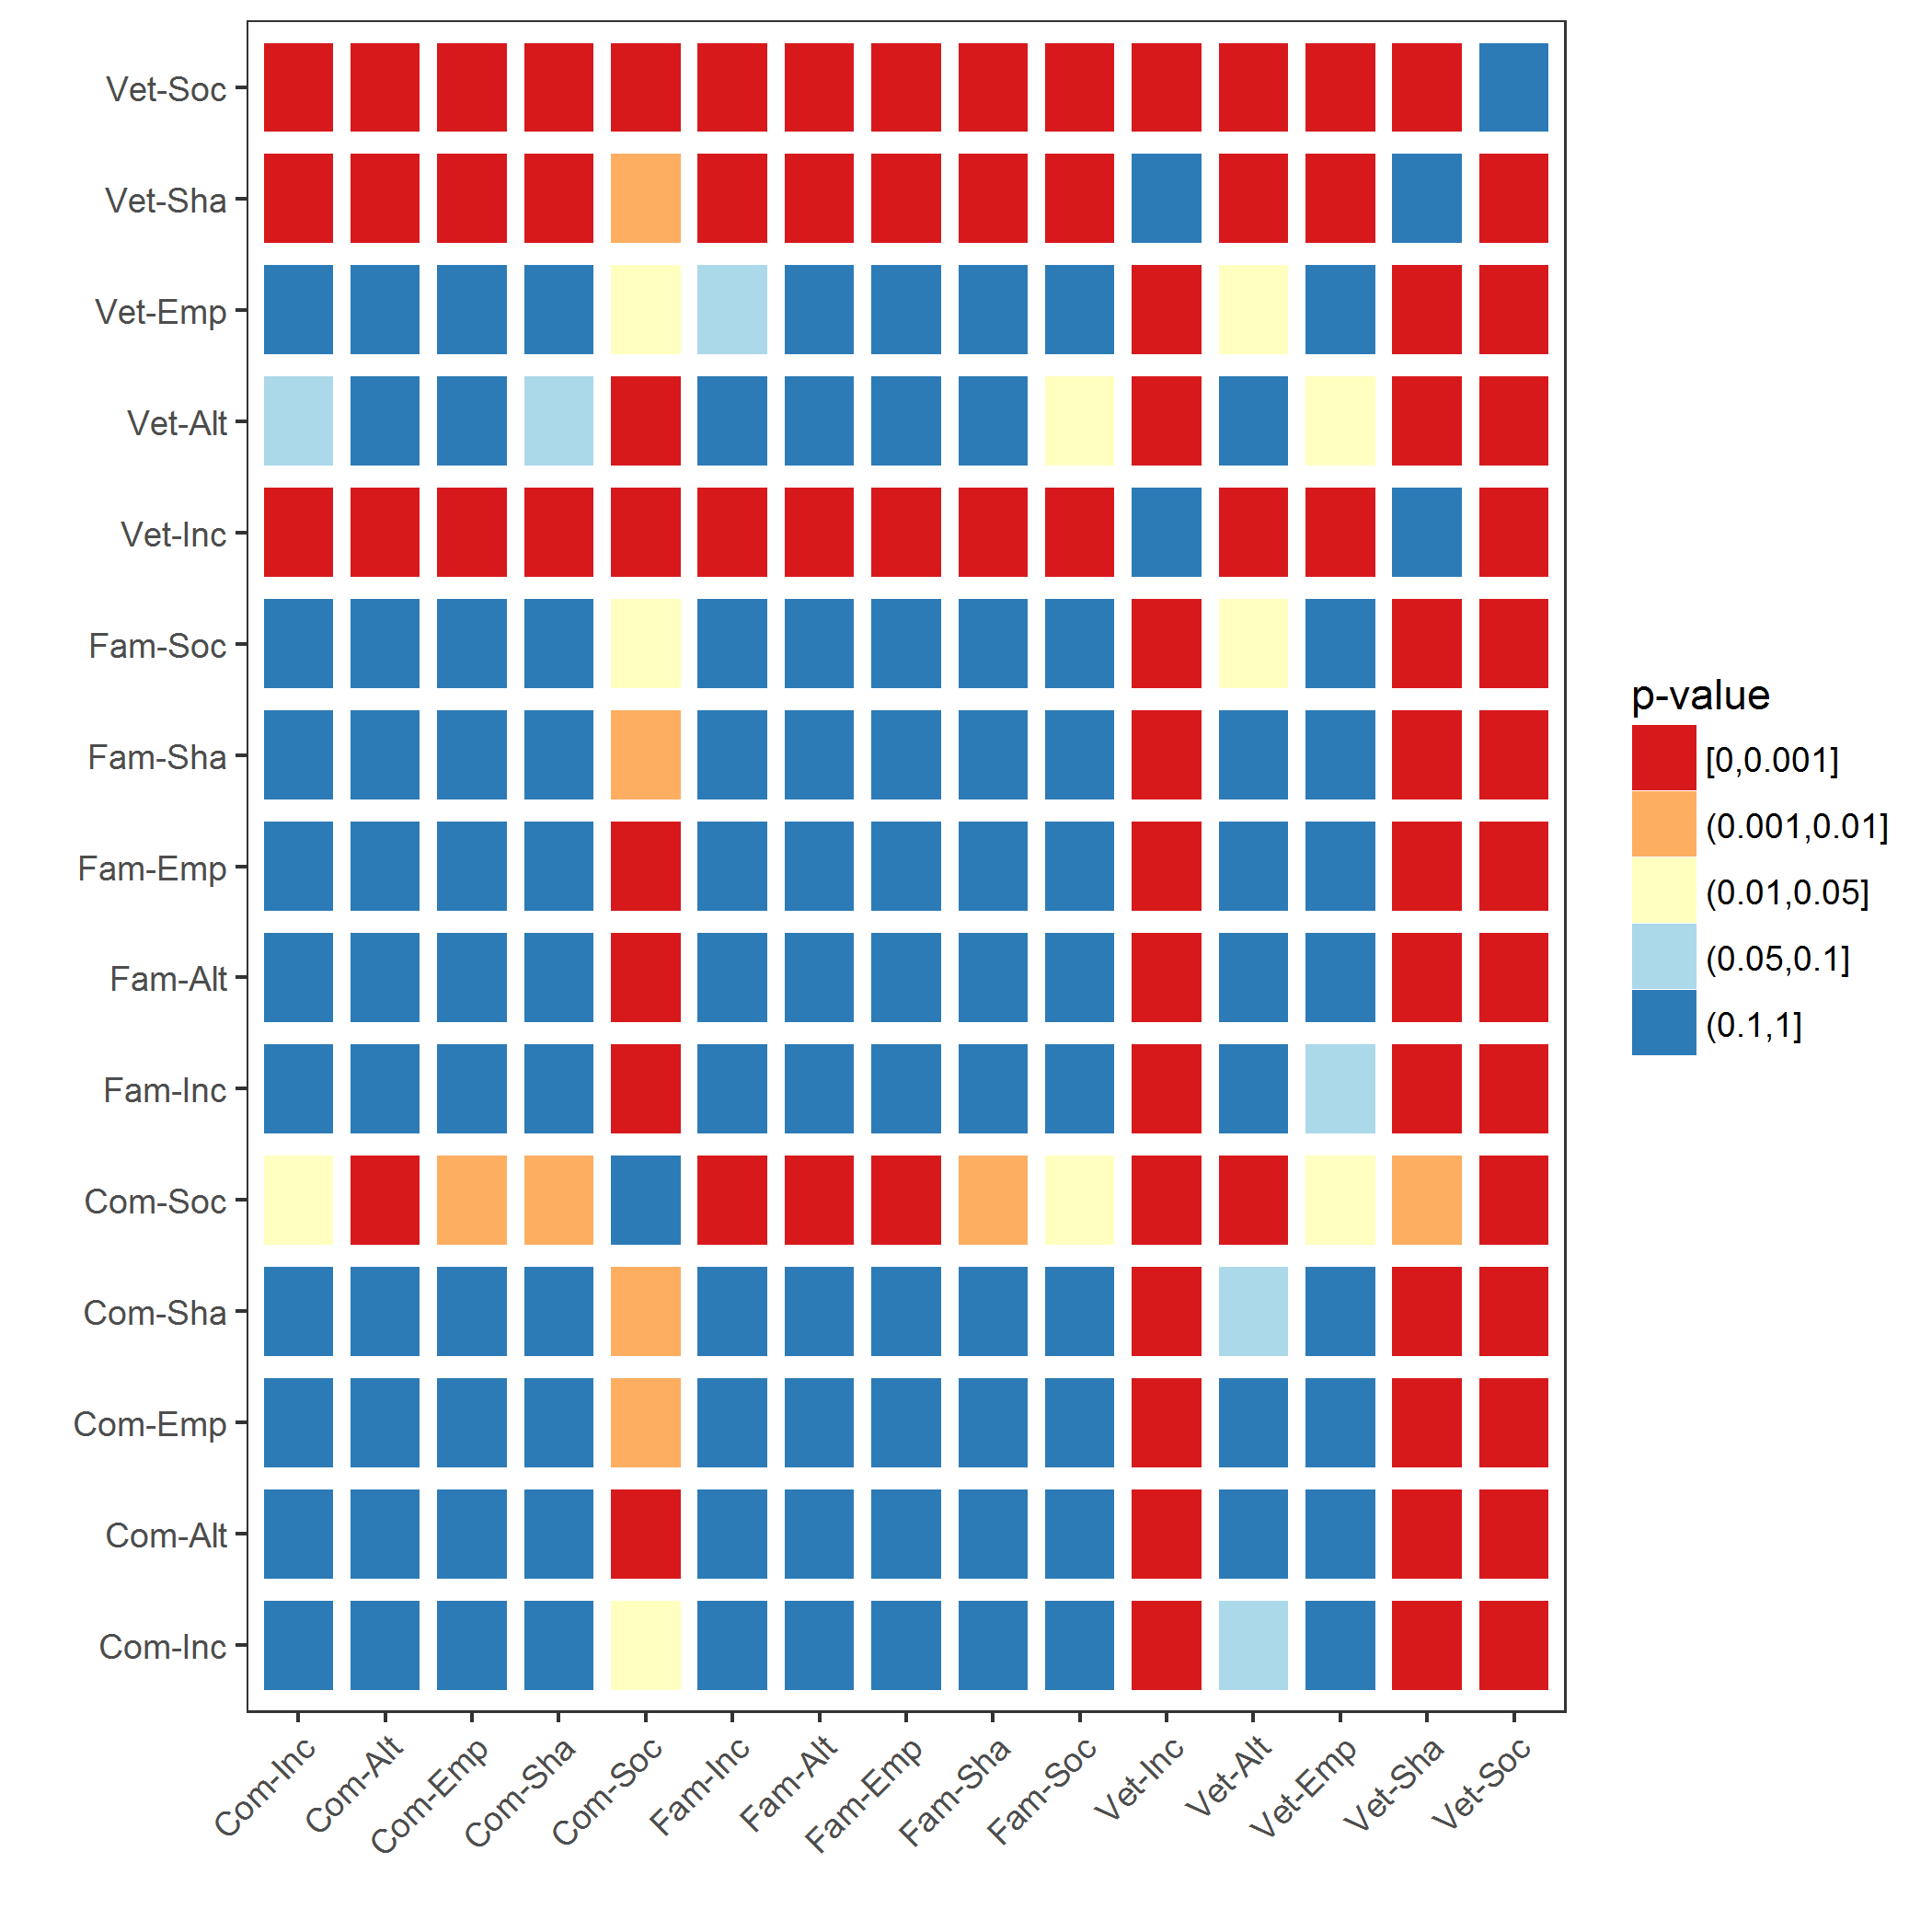 Vet-Soc
Vet-Sha
Vet-Emp
Vet-Alt
Vet-Inc
Fam-Soc
Fam-Sha
Fam-Emp
Fam-Alt
Fam-Inc
Com-Soc
Com-Sha
Com-Emp
Com-Alt
Com-Inc
Com-Inc
Com-Alt
Com-Emp
Com-Sha
Com-Soc
Fam-Inc
Fam-Alt
Fam-Emp
Fam-Sha
Fam-Soc
Vet-Inc
Vet-Alt
Vet-Emp
Vet-Sha
Vet-Soc
p-value
[0,0.001]
(0.001,0.01]
(0.01,0.05]
(0.05,0.1]
(0.1,1]